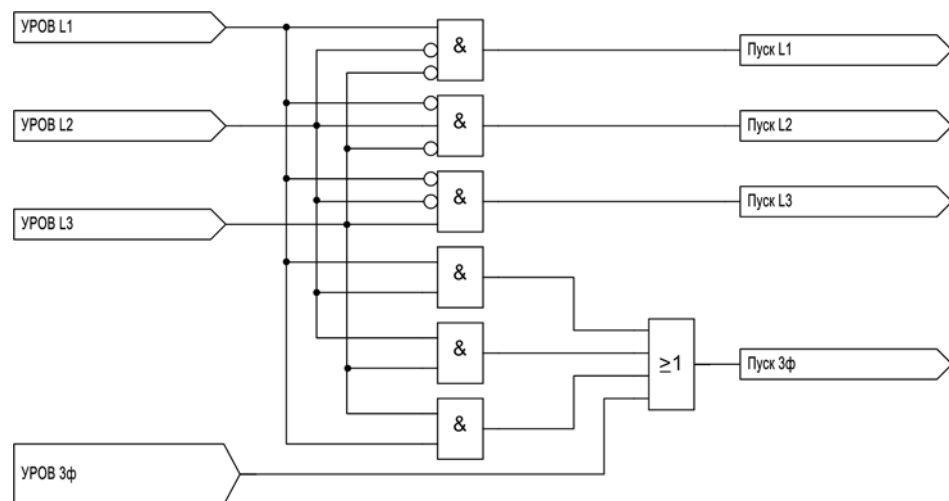 УРОВ L1
&
Пуск L1
УРОВ L2
&
Пуск L2
УРОВ L3
&
Пуск L3
&
&
≥1
Пуск 3ф
&
УРОВ 3ф